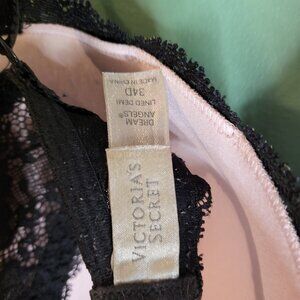 VICTORIA'S
SECRET
DREAM
ANGELS®
LINED DEMI
34D
MADE IN CHINA